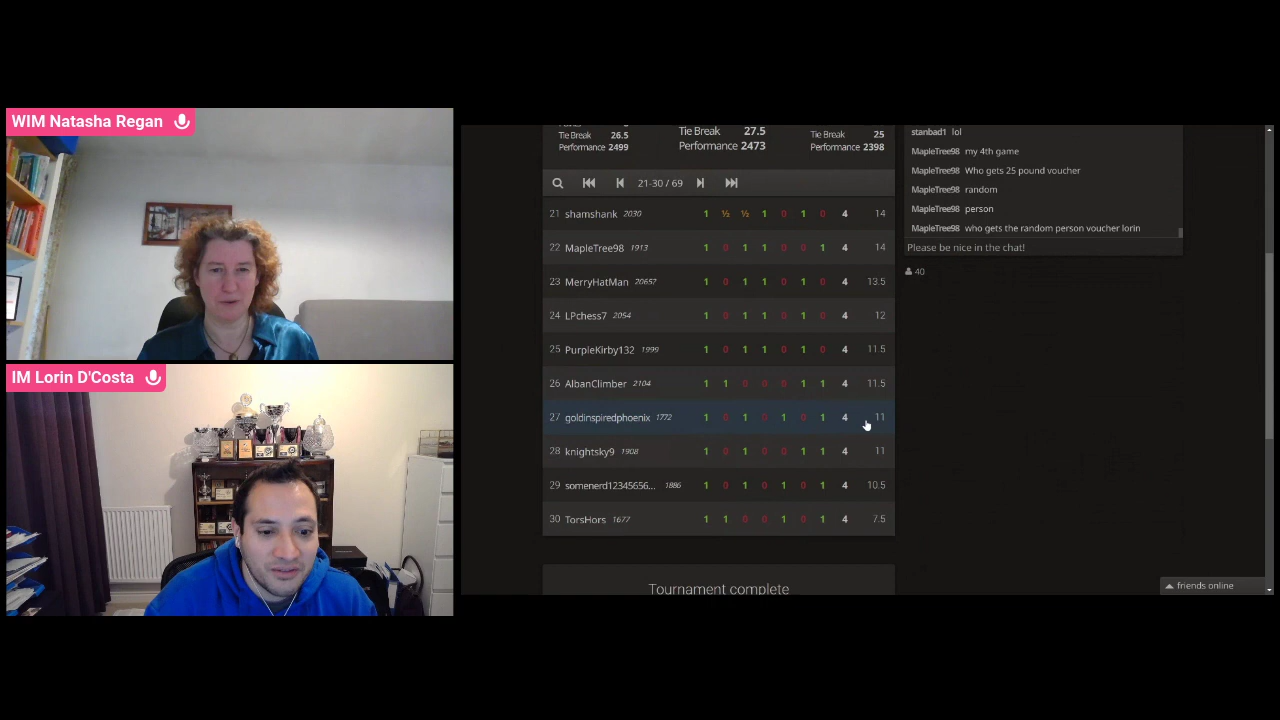 WIM Natasha Regan
IM Lorin D'Costa
Tie Break 26.5
Performance 2499
Tie Break 27.5
Performance 2473
Tie Break 25
Performance 2398
21-30 / 69
21 shamshank 2030 1 ½ ½ 1 0 1 0 4 14
22 MapleTree98 1913 1 0 1 1 0 0 1 4 14
23 MerryHatMan 2065? 1 0 1 1 0 1 0 4 13.5
24 LPchess7 2054 1 0 1 1 0 1 0 4 12
25 PurpleKirby132 1999 1 0 1 1 0 1 0 4 11.5
26 AlbanClimber 2104 1 1 0 0 0 1 1 4 11.5
27 goldinspiredphoenix 1772 1 0 1 0 1 0 1 4 11
28 knightsky9 1908 1 0 1 0 0 1 1 4 11
29 somenerd12345656... 1886 1 0 1 0 1 0 1 4 10.5
30 TorsHors 1677 1 1 0 0 1 0 1 4 7.5
Tournament complete
stanbad1 lol
MapleTree98 my 4th game
MapleTree98 Who gets 25 pound voucher
MapleTree98 random
MapleTree98 person
MapleTree98 who gets the random person voucher lorin
Please be nice in the chat!
40
friends online